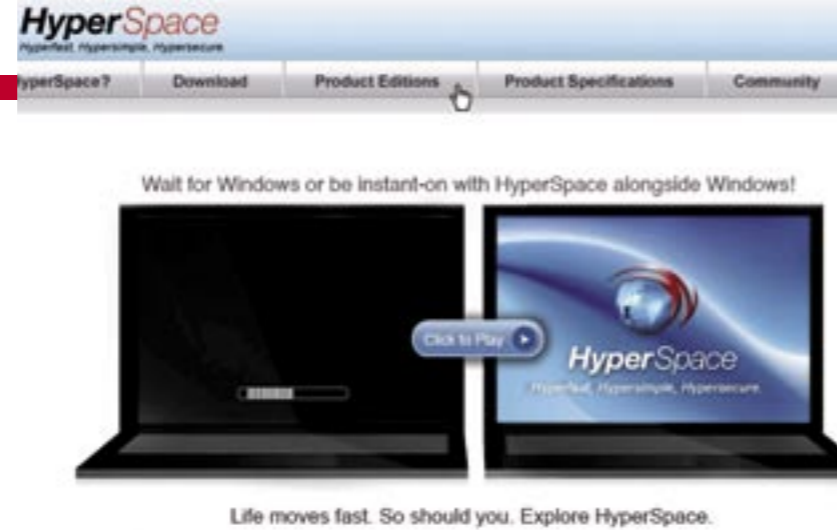 HyperSpace
Hyperfast, Hypersimple, Hypersecure.
yperSpace? Download Product Editions Product Specifications Community
Wait for Windows or be instant-on with HyperSpace alongside Windows!
Click to Play
HyperSpace
Hyperfast, Hypersimple, Hypersecure.
Life moves fast. So should you. Explore HyperSpace.